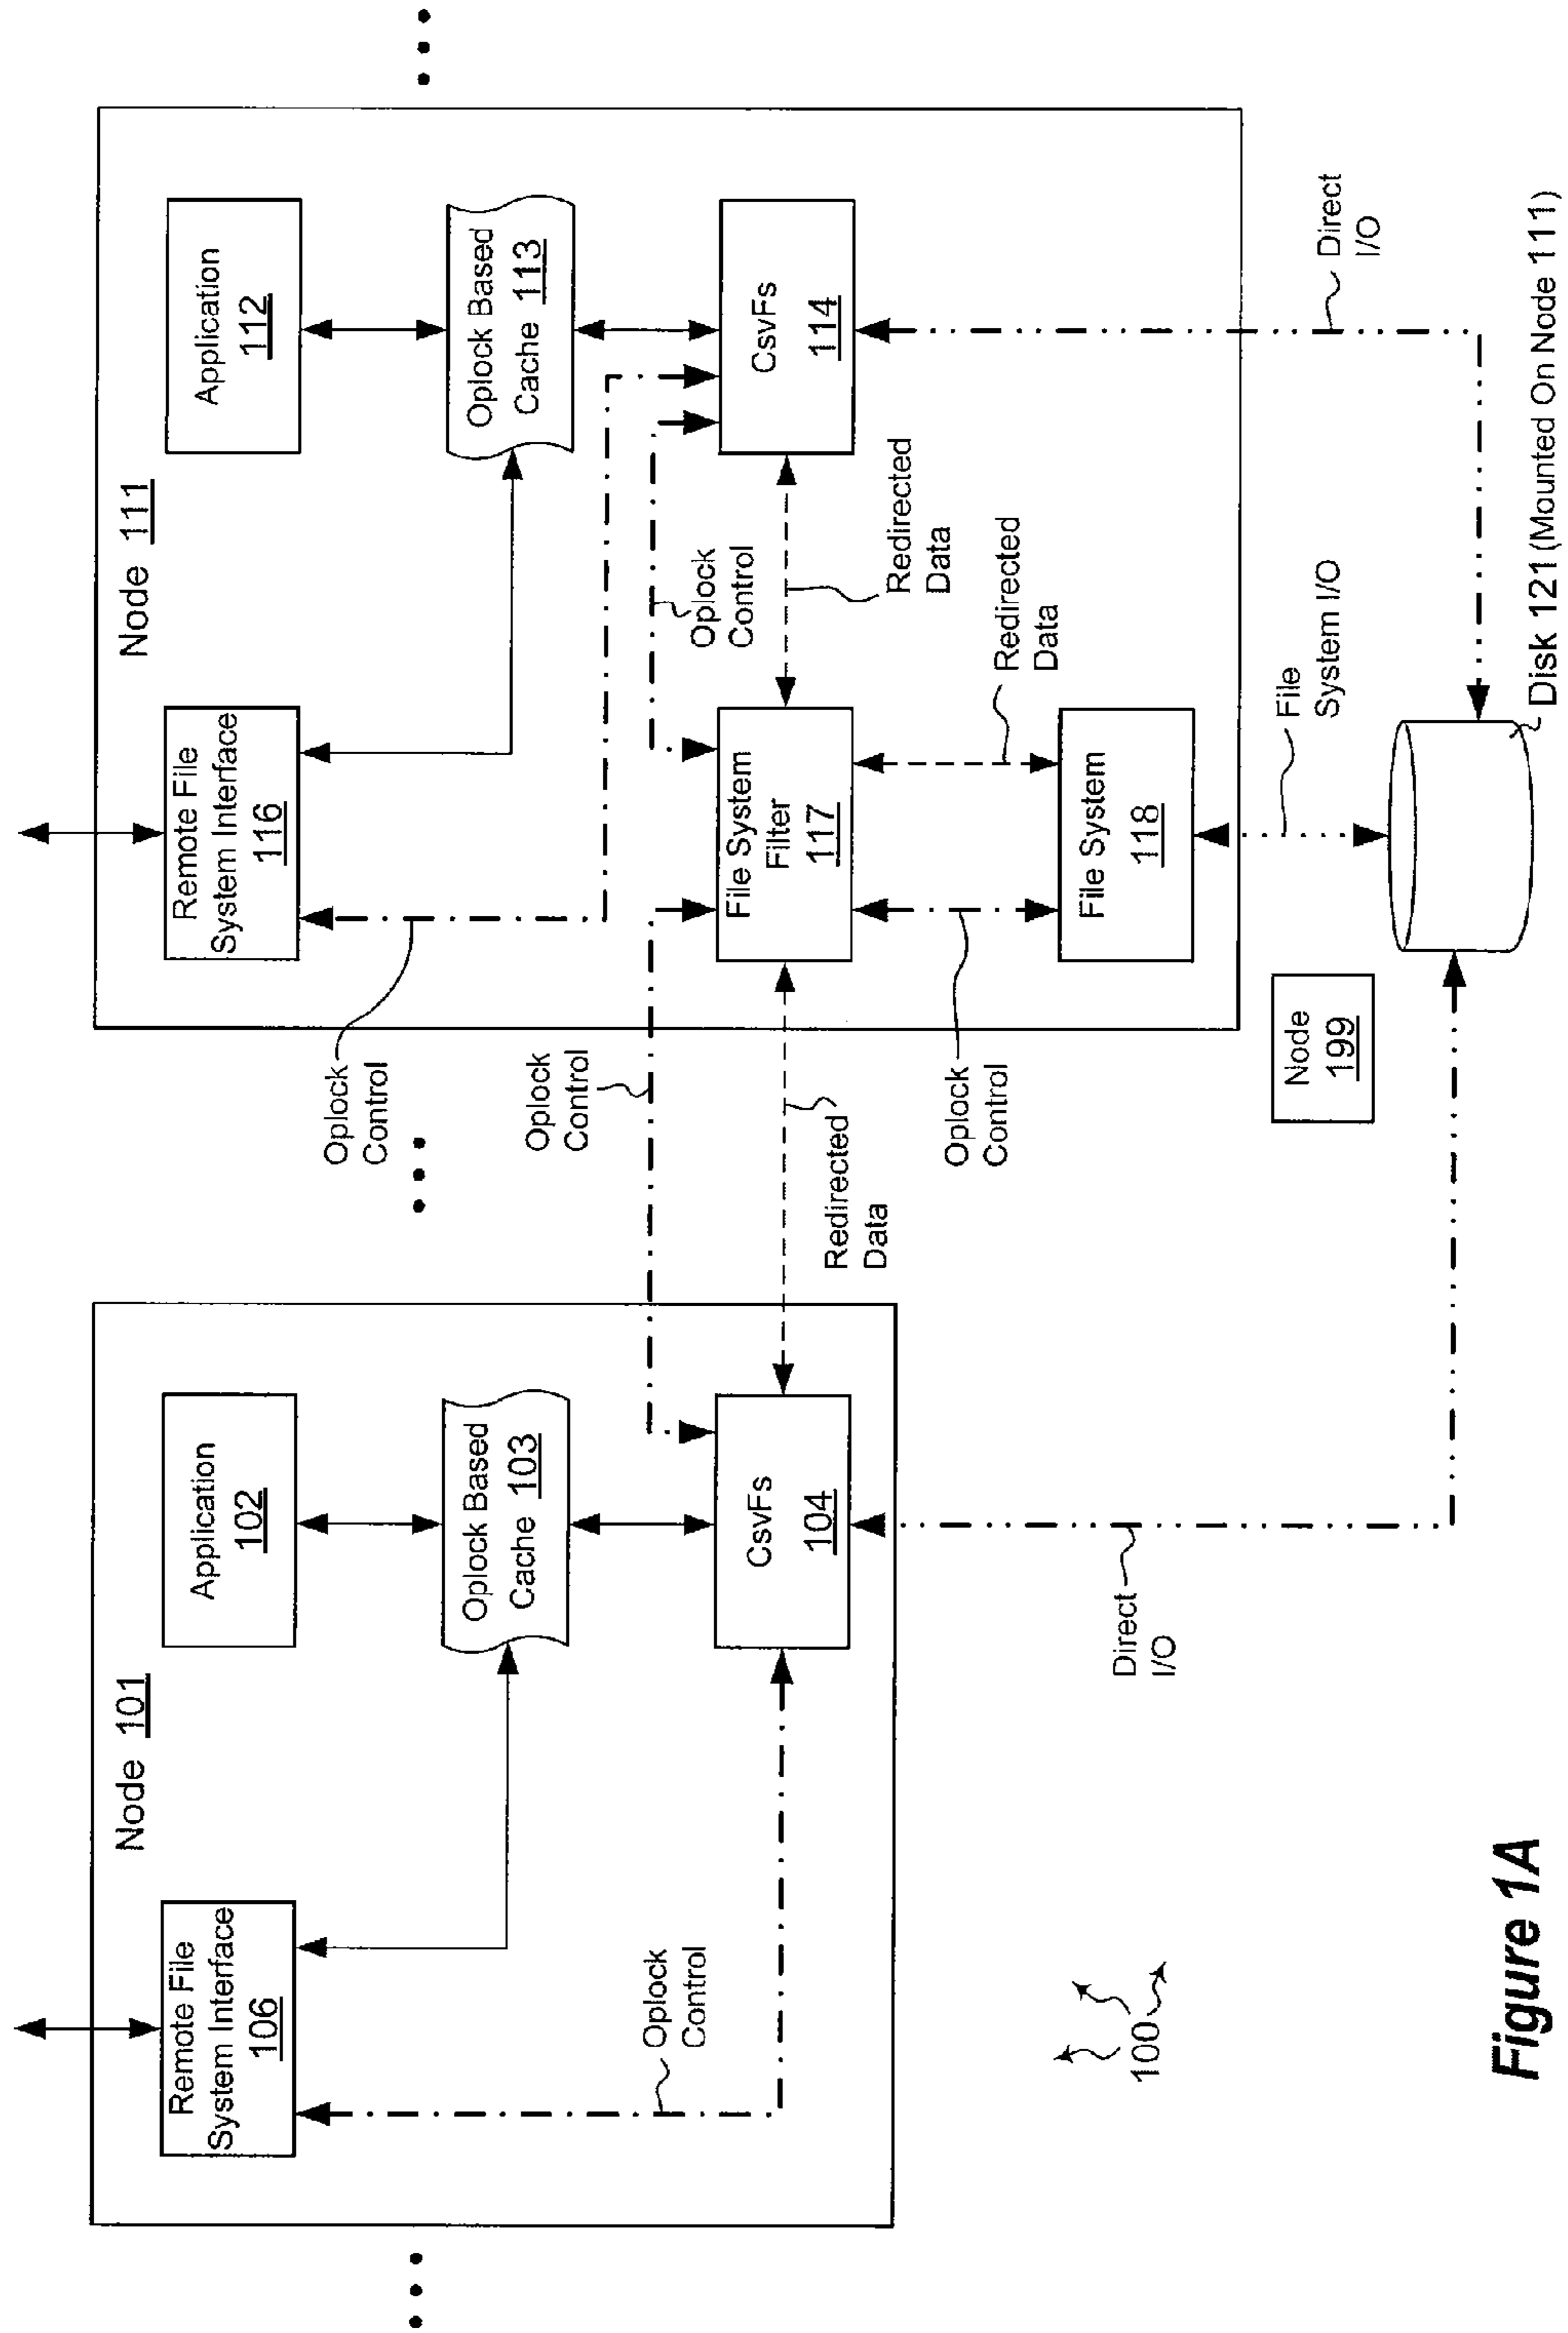 Node 101
Remote File
System Interface
106
Application
102
Oplock Based
Cache 103
CsvFs
104
Oplock
Control
Direct
I/O
Oplock
Control
Redirected
Data
Node 111
Remote File
System Interface
116
Application
112
Oplock Based
Cache 113
CsvFs
114
Oplock
Control
Oplock
Control
Redirected
Data
File System
Filter
117
Redirected
Data
Oplock
Control
File System
118
File
System I/O
Direct
I/O
Node
199
Disk 121 (Mounted On Node 111)
100
Figure 1A